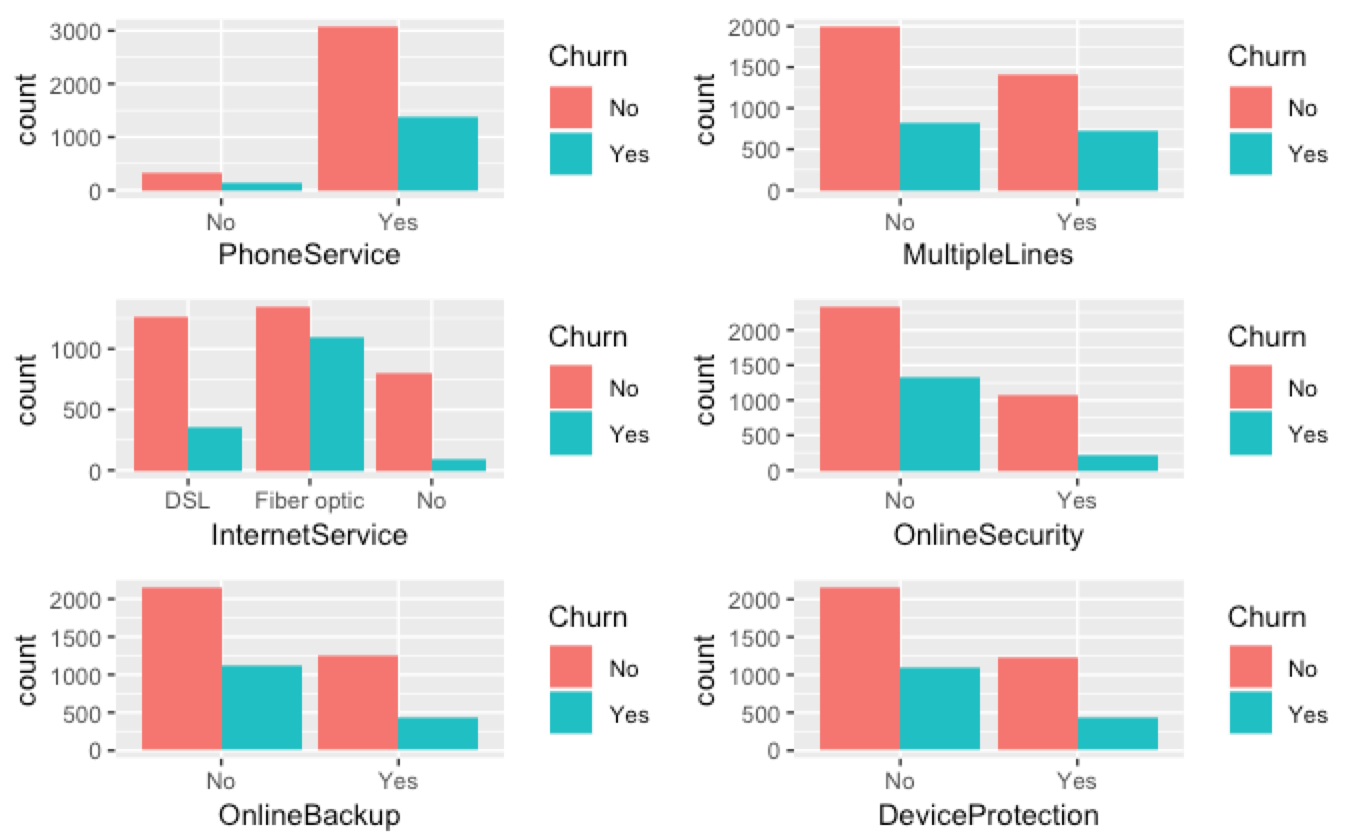 count
3000
2000
1000
0
No
Yes
PhoneService
Churn
No
Yes
count
2000
1500
1000
500
0
No
Yes
MultipleLines
Churn
No
Yes
count
1000
500
0
DSL
Fiber optic
No
InternetService
Churn
No
Yes
count
2000
1500
1000
500
0
No
Yes
OnlineSecurity
Churn
No
Yes
count
2000
1500
1000
500
0
No
Yes
OnlineBackup
Churn
No
Yes
count
2000
1500
1000
500
0
No
Yes
DeviceProtection
Churn
No
Yes